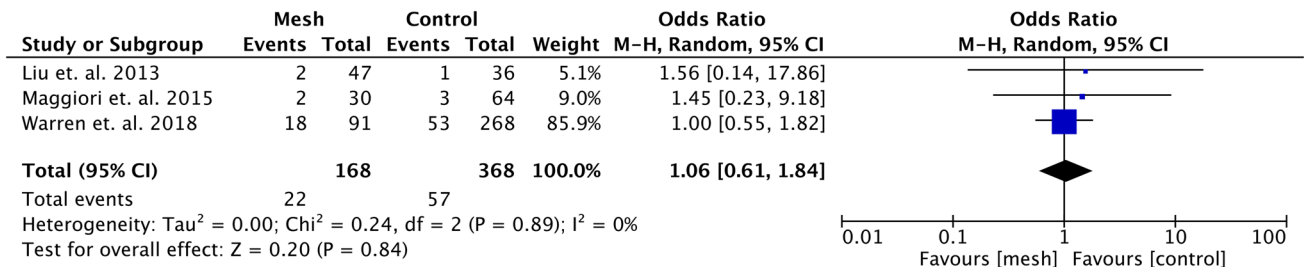 Mesh Control Odds Ratio Odds Ratio
Study or Subgroup Events Total Events Total Weight M-H, Random, 95% CI M-H, Random, 95% CI
Liu et. al. 2013 2 47 1 36 5.1% 1.56 [0.14, 17.86]
Maggiori et. al. 2015 2 30 3 64 9.0% 1.45 [0.23, 9.18]
Warren et. al. 2018 18 91 53 268 85.9% 1.00 [0.55, 1.82]
Total (95% CI) 168 368 100.0% 1.06 [0.61, 1.84]
Total events 22 57
Heterogeneity: Tau² = 0.00; Chi² = 0.24, df = 2 (P = 0.89); I² = 0%
Test for overall effect: Z = 0.20 (P = 0.84)
0.01 0.1 1 10 100
Favours [mesh] Favours [control]